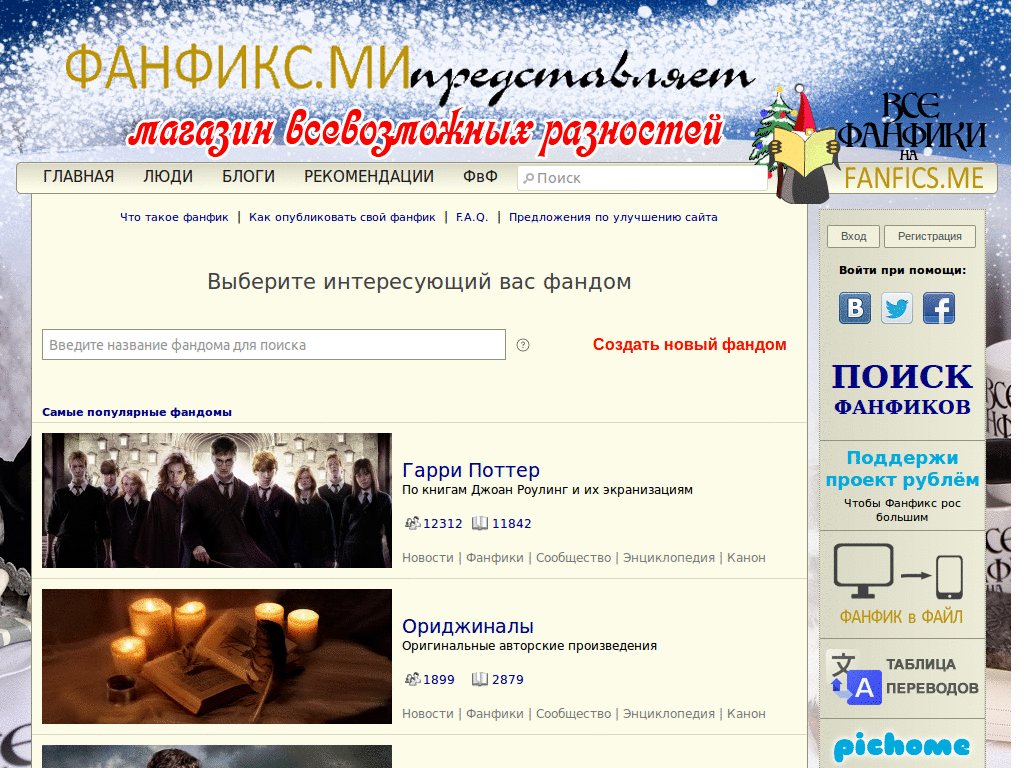 ФАНФИКС.МИ представляет
магазин всевозможных разностей
ВСЕ
ФАНФИКИ
НА
FANFICS.ME
ГЛАВНАЯ ЛЮДИ БЛОГИ РЕКОМЕНДАЦИИ ФвФ Поиск
Что такое фанфик | Как опубликовать свой фанфик | F.A.Q. | Предложения по улучшению сайта
Выберите интересующий вас фандом
Введите название фандома для поиска ? Создать новый фандом
Самые популярные фандомы
Гарри Поттер
По книгам Джоан Роулинг и их экранизациям
12312 11842
Новости | Фанфики | Сообщество | Энциклопедия | Канон
Ориджиналы
Оригинальные авторские произведения
1899 2879
Новости | Фанфики | Сообщество | Энциклопедия | Канон
Вход Регистрация
Войти при помощи:
ПОИСК
ФАНФИКОВ
Поддержи
проект рублём
Чтобы Фанфикс рос
большим
ФАНФИК в ФАЙЛ
ТАБЛИЦА
ПЕРЕВОДОВ
pichome